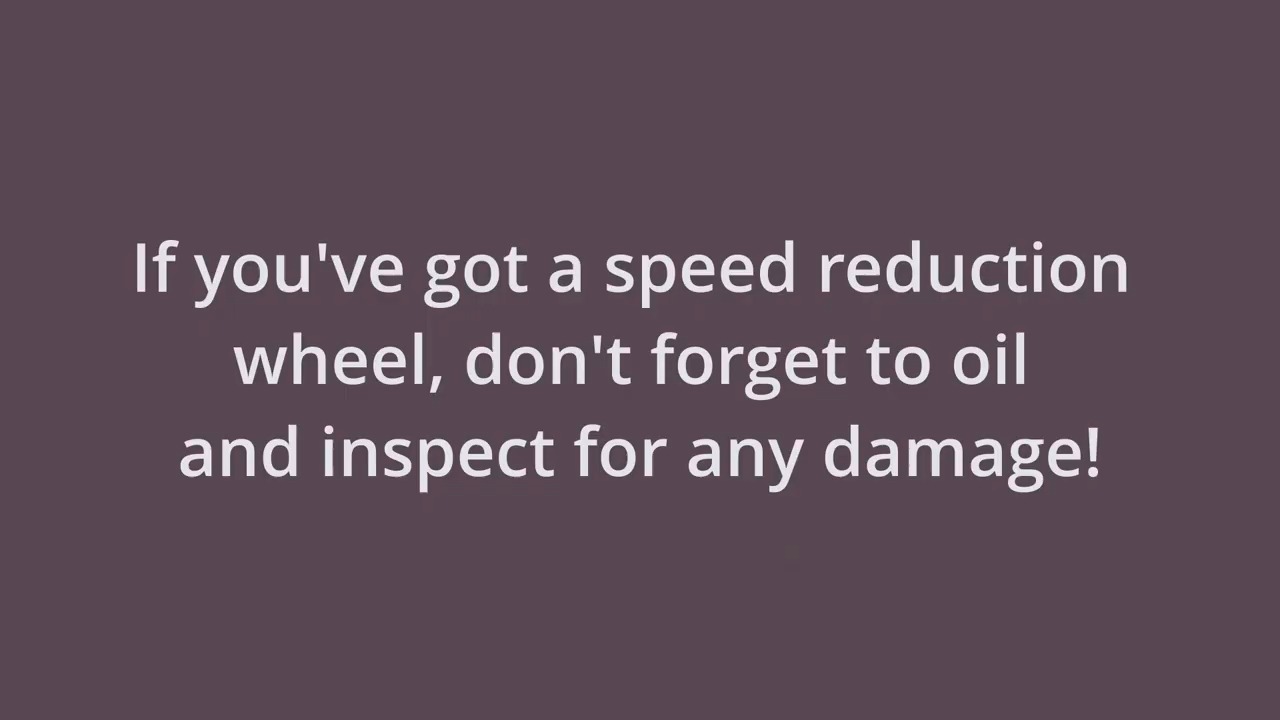 If you've got a speed reduction
wheel, don't forget to oil
and inspect for any damage!